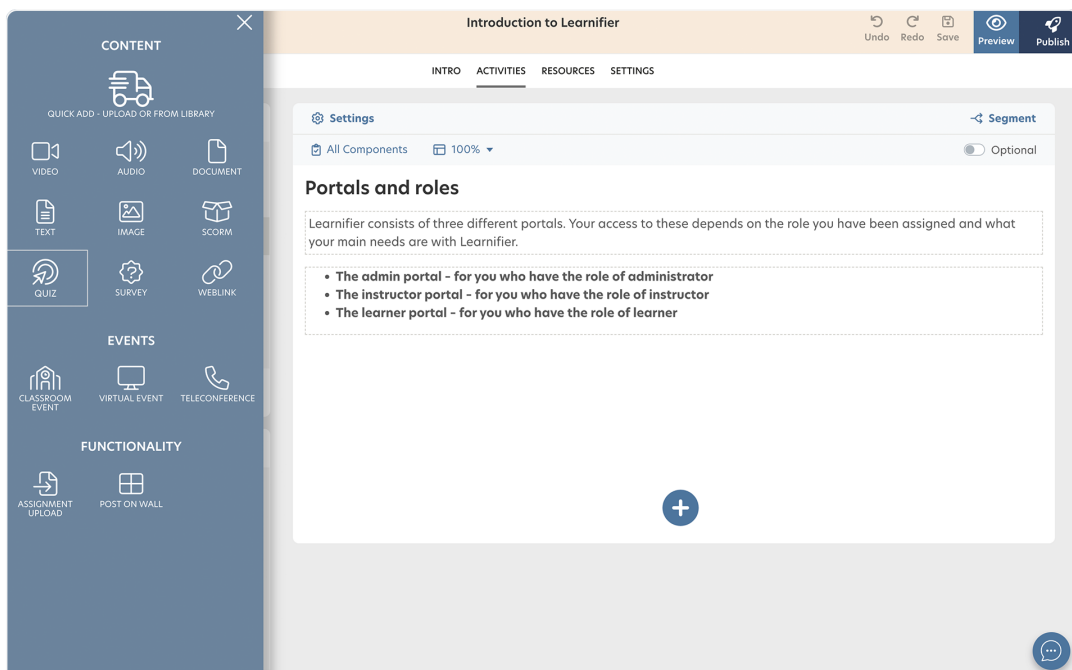 CONTENT
QUICK ADD - UPLOAD OR FROM LIBRARY
VIDEO
AUDIO
DOCUMENT
TEXT
IMAGE
SCORM
QUIZ
SURVEY
WEBLINK
EVENTS
CLASSROOM
EVENT
VIRTUAL EVENT
TELECONFERENCE
FUNCTIONALITY
ASSIGNMENT
UPLOAD
POST ON WALL
Introduction to Learnifier
Undo
Redo
Save
Preview
Publish
INTRO
ACTIVITIES
RESOURCES
SETTINGS
Settings
Segment
All Components
100%
Optional
Portals and roles
Learnifier consists of three different portals. Your access to these depends on the role you have been assigned and what
your main needs are with Learnifier.
• The admin portal – for you who have the role of administrator
• The instructor portal – for you who have the role of instructor
• The learner portal – for you who have the role of learner